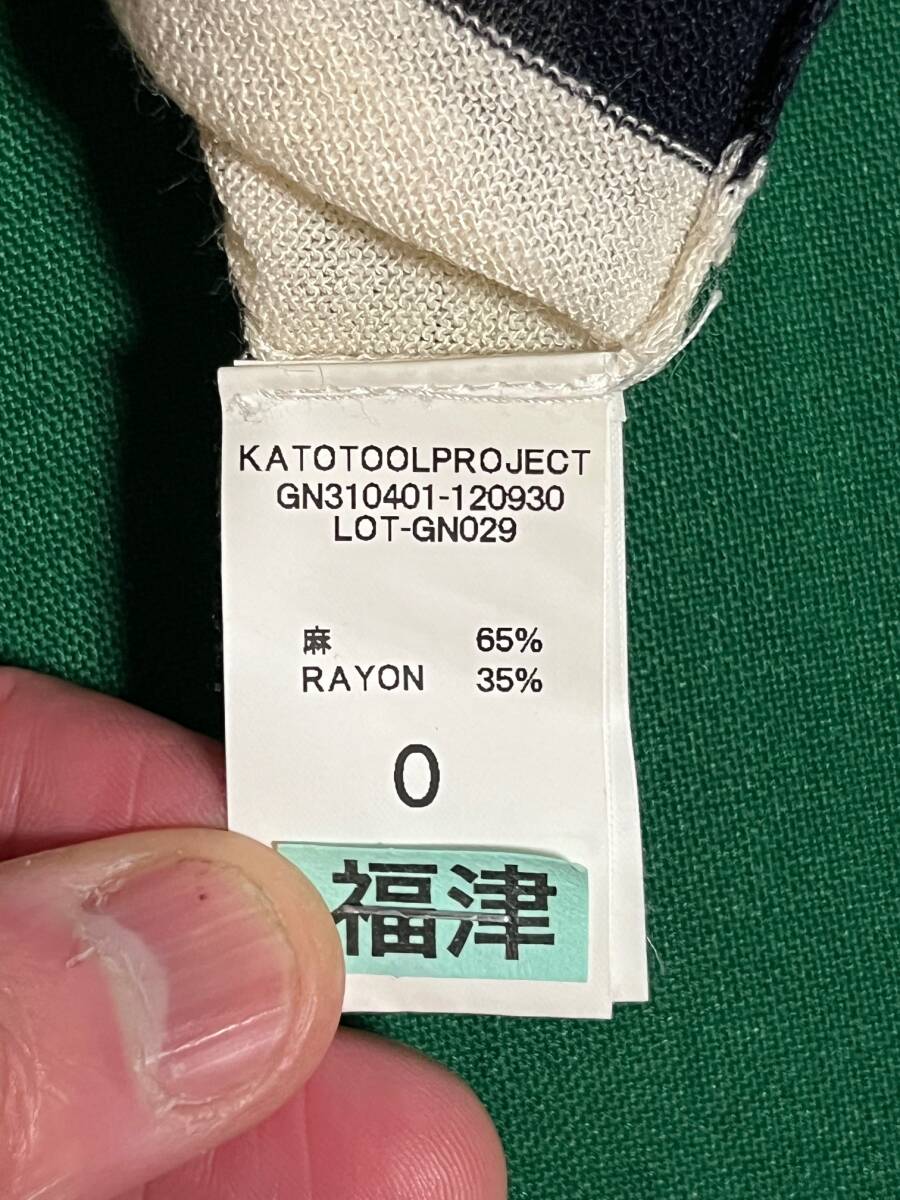 KATOTOOLPROJECT
GN310401-120930
LOT-GN029
麻 65%
RAYON 35%
0
福津